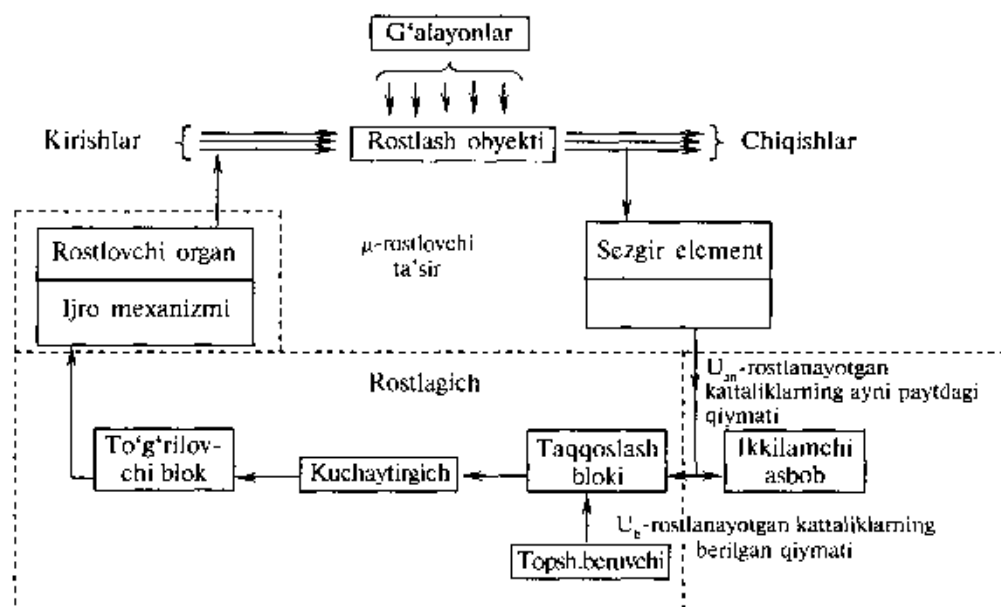 G‘alayonlar
Kirishlar
Rostlash obyekti
Chiqishlar
Rostlovchi organ
Ijro mexanizmi
μ-rostlovchi
ta‘sir
Sezgir element
Rostlagich
U_an-rostlanayotgan
kattaliklarning ayni paytdagi
qiymati
To‘g‘rilov-
chi blok
Kuchaytirgich
Taqqoslash
bloki
Ikkilamchi
asbob
U_b-rostlanayotgan kattaliklarning
berilgan qiymati
Topsh.beruvchi